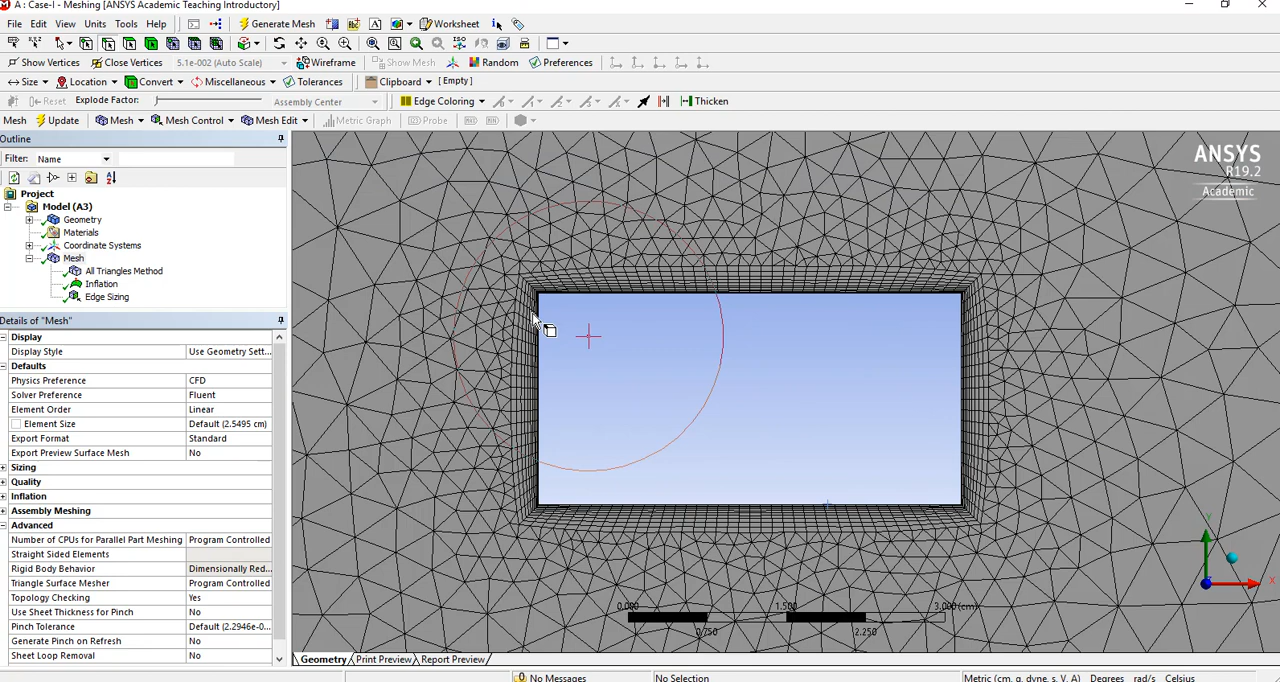 A : Case-I - Meshing [ANSYS Academic Teaching Introductory]
File Edit View Units Tools Help Generate Mesh Worksheet
Show Vertices Close Vertices 5.1e-002 (Auto Scale) Wireframe Show Mesh Random Preferences
Size Location Convert Miscellaneous Tolerances Clipboard [Empty]
Reset Explode Factor: Assembly Center Edge Coloring Thicken
Mesh Update Mesh Mesh Control Mesh Edit Metric Graph Probe
Outline
Filter: Name
Project
Model (A3)
Geometry
Materials
Coordinate Systems
Mesh
All Triangles Method
Inflation
Edge Sizing
Details of "Mesh"
Display
Display Style Use Geometry Sett...
Defaults
Physics Preference CFD
Solver Preference Fluent
Element Order Linear
Element Size Default (2.5495 cm)
Export Format Standard
Export Preview Surface Mesh No
Sizing
Quality
Inflation
Assembly Meshing
Advanced
Number of CPUs for Parallel Part Meshing Program Controlled
Straight Sided Elements
Rigid Body Behavior Dimensionally Red...
Triangle Surface Mesher Program Controlled
Topology Checking Yes
Use Sheet Thickness for Pinch No
Pinch Tolerance Default (2.2946e-0...
Generate Pinch on Refresh No
Sheet Loop Removal No
ANSYS
R19.2
Academic
Y
X
0.000 1.500 3.000 (cm)
0.750 2.250
Geometry Print Preview Report Preview
0 No Messages No Selection Metric (cm, g, dyne, s, V, A) Degrees rad/s Celsius